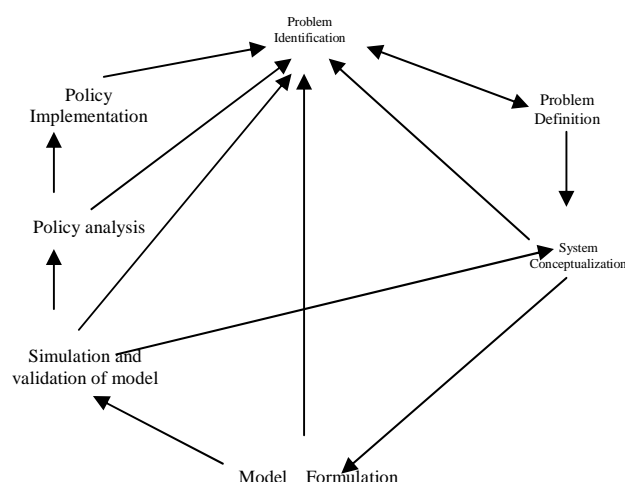 Problem
Identification
Policy
Implementation
Problem
Definition
Policy analysis
System
Conceptualization
Simulation and
validation of model
Model Formulation